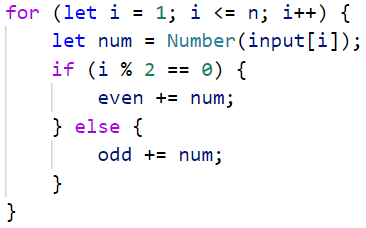 for (let i = 1; i <= n; i++) {
    let num = Number(input[i]);
    if (i % 2 == 0) {
        even += num;
    } else {
        odd += num;
    }
}